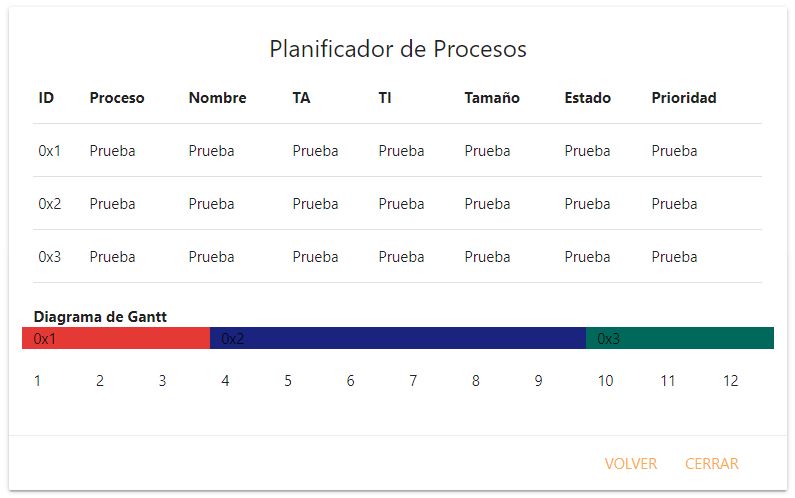 Planificador de Procesos
ID Proceso Nombre TA TI Tamaño Estado Prioridad
0x1 Prueba Prueba Prueba Prueba Prueba Prueba Prueba
0x2 Prueba Prueba Prueba Prueba Prueba Prueba Prueba
0x3 Prueba Prueba Prueba Prueba Prueba Prueba Prueba
Diagrama de Gantt
0x1 0x2 0x3
1 2 3 4 5 6 7 8 9 10 11 12
VOLVER CERRAR